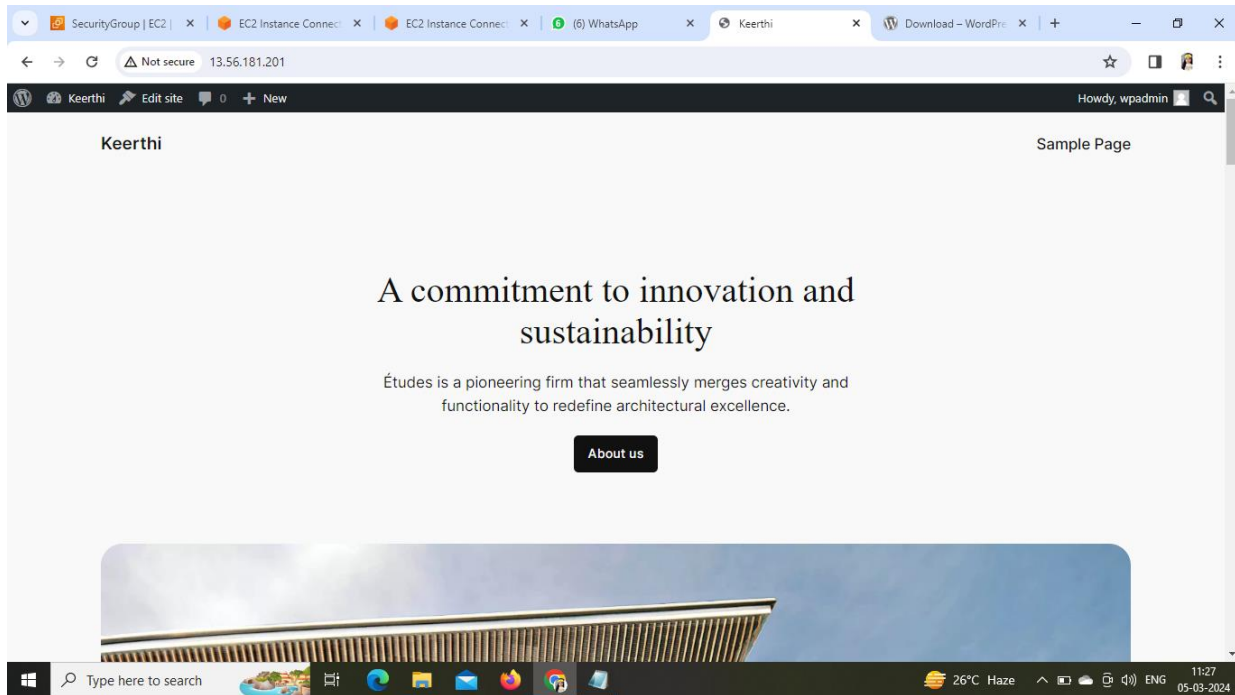 SecurityGroup | EC2 |
EC2 Instance Connect
EC2 Instance Connect
(6) WhatsApp
Keerthi
Download – WordPre
Not secure 13.56.181.201
Keerthi Edit site 0 + New Howdy, wpadmin
Keerthi Sample Page
A commitment to innovation and
sustainability
Études is a pioneering firm that seamlessly merges creativity and
functionality to redefine architectural excellence.
About us
Type here to search 26°C Haze ENG 11:27
05-03-2024